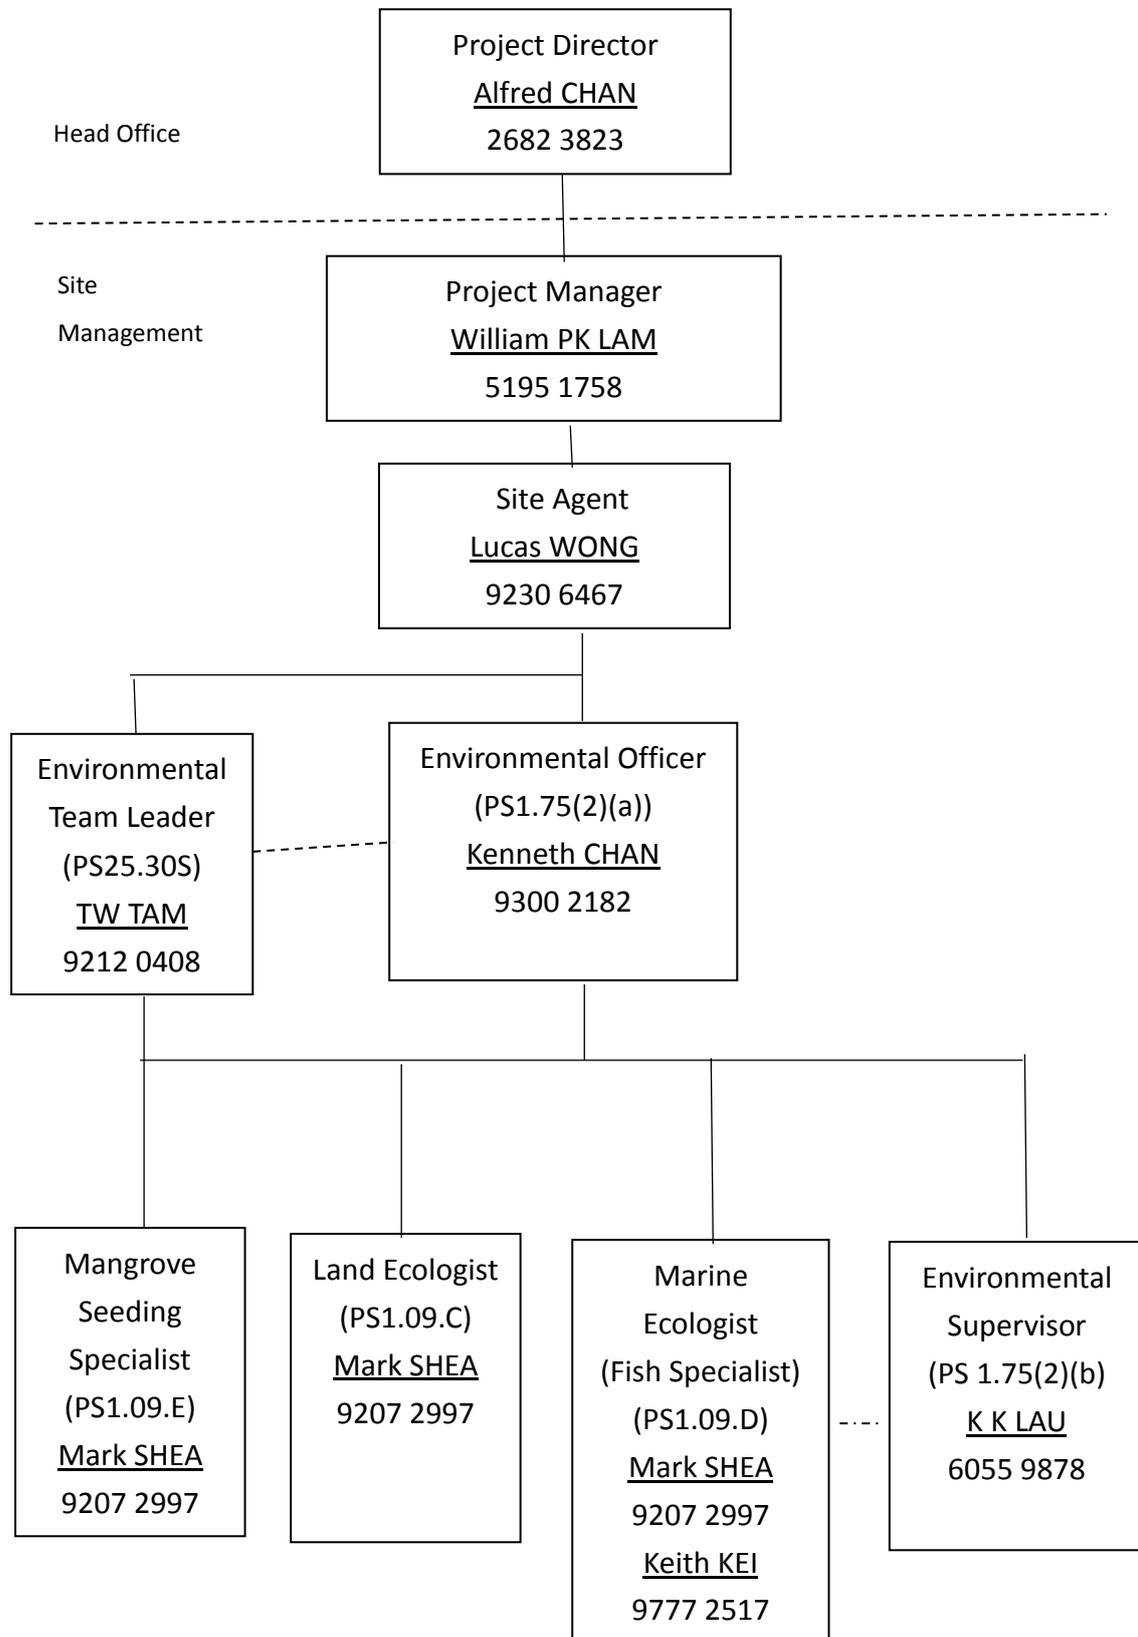 Project Director
Alfred CHAN
2682 3823
Head Office
Site
Management
Project Manager
William PK LAM
5195 1758
Site Agent
Lucas WONG
9230 6467
Environmental
Team Leader
(PS25.30S)
TW TAM
9212 0408
Environmental Officer
(PS1.75(2)(a))
Kenneth CHAN
9300 2182
Mangrove
Seeding
Specialist
(PS1.09.E)
Mark SHEA
9207 2997
Land Ecologist
(PS1.09.C)
Mark SHEA
9207 2997
Marine
Ecologist
(Fish Specialist)
(PS1.09.D)
Mark SHEA
9207 2997
Keith KEI
9777 2517
Environmental
Supervisor
(PS 1.75(2)(b)
K K LAU
6055 9878